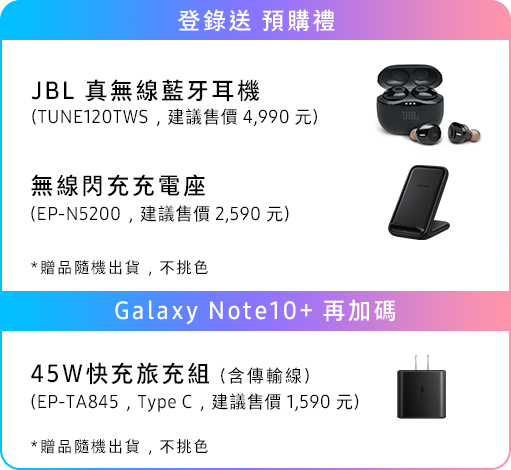 登錄送 預購禮
JBL 真無線藍牙耳機
(TUNE120TWS，建議售價 4,990 元)
JBL
無線閃充充電座
(EP-N5200，建議售價 2,590 元)
*贈品隨機出貨，不挑色
Galaxy Note10+ 再加碼
45W快充旅充組 (含傳輸線)
(EP-TA845，Type C，建議售價 1,590 元)
*贈品隨機出貨，不挑色